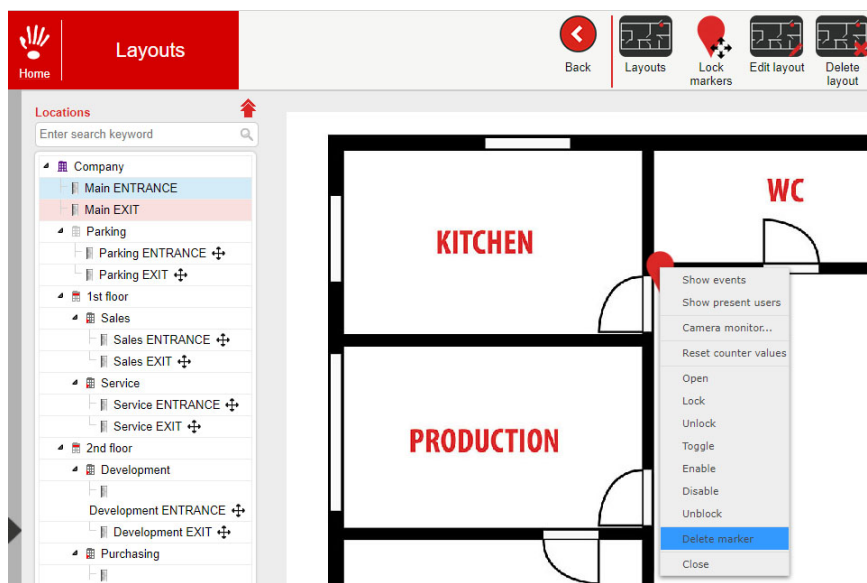 Home
Layouts
Back
Layouts
Lock
markers
Edit layout
Delete
layout
Locations
Enter search keyword
Company
Main ENTRANCE
Main EXIT
Parking
Parking ENTRANCE
Parking EXIT
1st floor
Sales
Sales ENTRANCE
Sales EXIT
Service
Service ENTRANCE
Service EXIT
2nd floor
Development
Development ENTRANCE
Development EXIT
Purchasing
KITCHEN
WC
PRODUCTION
Show events
Show present users
Camera monitor...
Reset counter values
Open
Lock
Unlock
Toggle
Enable
Disable
Unblock
Delete marker
Close